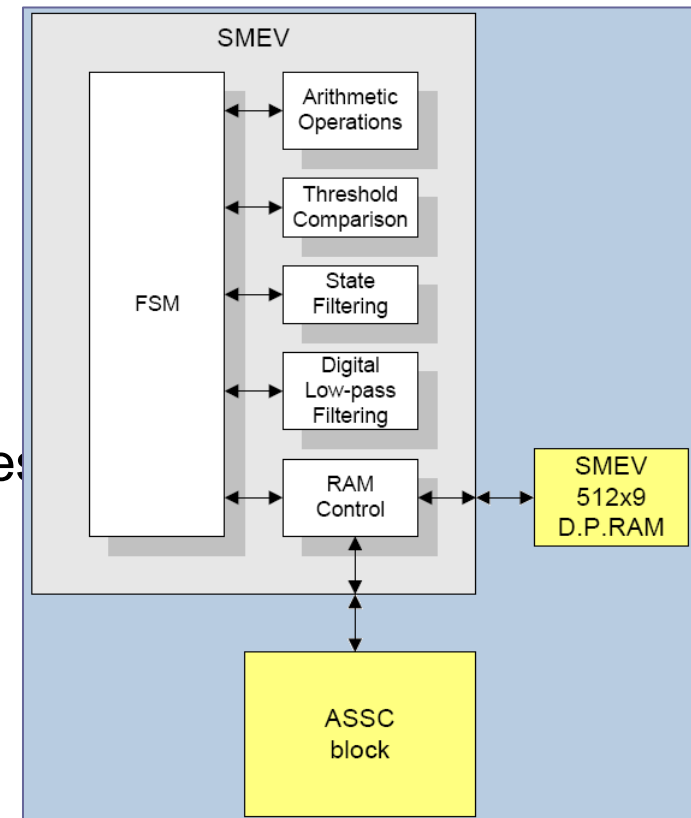 SMEV
Arithmetic
Operations
Threshold
Comparison
FSM
State
Filtering
Digital
Low-pass
Filtering
es
RAM
Control
SMEV
512x9
D.P.RAM
ASSC
block